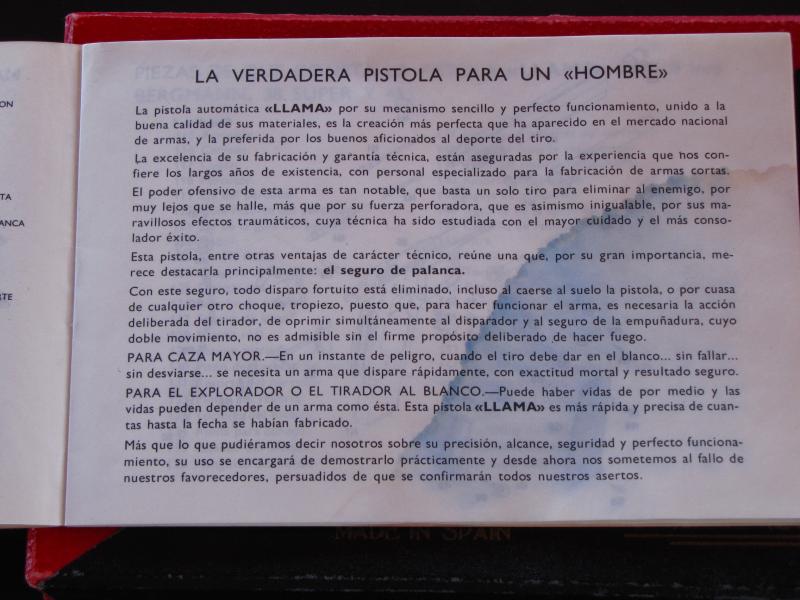 ON
TA
ANCA
RTE
LA VERDADERA PISTOLA PARA UN «HOMBRE»
La pistola automática «LLAMA» por su mecanismo sencillo y perfecto funcionamiento, unido a la
buena calidad de sus materiales, es la creación más perfecta que ha aparecido en el mercado nacional
de armas, y la preferida por los buenos aficionados al deporte del tiro.
La excelencia de su fabricación y garantía técnica, están aseguradas por la experiencia que nos con-
fiere los largos años de existencia, con personal especializado para la fabricación de armas cortas.
El poder ofensivo de esta arma es tan notable, que basta un solo tiro para eliminar al enemigo, por
muy lejos que se halle, más que por su fuerza perforadora, que es asimismo inigualable, por sus ma-
ravillosos efectos traumáticos, cuya técnica ha sido estudiada con el mayor cuidado y el más conso-
lador éxito.
Esta pistola, entre otras ventajas de carácter técnico, reúne una que, por su gran importancia, me-
rece destacarla principalmente: el seguro de palanca.
Con este seguro, todo disparo fortuito está eliminado, incluso al caerse al suelo la pistola, o por cuasa
de cualquier otro choque, tropiezo, puesto que, para hacer funcionar el arma, es necesaria la acción
deliberada del tirador, de oprimir simultáneamente al disparador y al seguro de la empuñadura, cuyo
doble movimiento, no es admisible sin el firme propósito deliberado de hacer fuego.
PARA CAZA MAYOR.—En un instante de peligro, cuando el tiro debe dar en el blanco... sin fallar...
sin desviarse... se necesita un arma que dispare rápidamente, con exactitud mortal y resultado seguro.
PARA EL EXPLORADOR O EL TIRADOR AL BLANCO.—Puede haber vidas de por medio y las
vidas pueden depender de un arma como ésta. Esta pistola «LLAMA» es más rápida y precisa de cuan-
tas hasta la fecha se habían fabricado.
Más que lo que pudiéramos decir nosotros sobre su precisión, alcance, seguridad y perfecto funciona-
miento, su uso se encargará de demostrarlo prácticamente y desde ahora nos sometemos al fallo de
nuestros favorecedores, persuadidos de que se confirmarán todos nuestros asertos.
MADE IN SPAIN